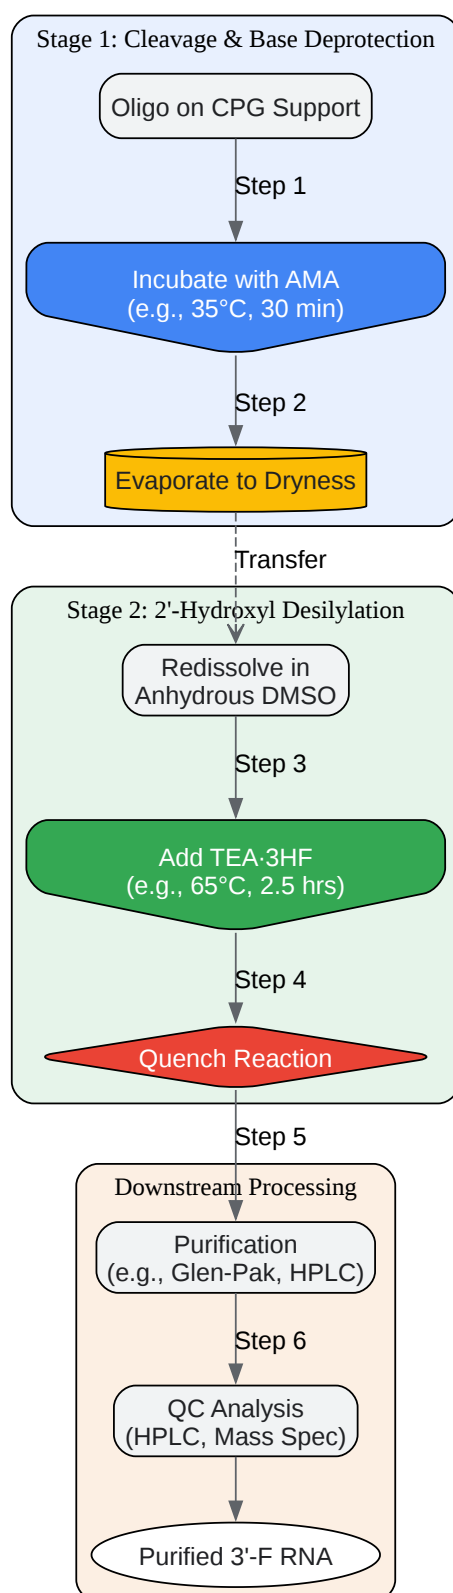 Stage 1: Cleavage & Base Deprotection
Oligo on CPG Support
Step 1
Incubate with AMA
(e.g., 35°C, 30 min)
Step 2
Evaporate to Dryness
Transfer
Stage 2: 2'-Hydroxyl Desilylation
Redissolve in
Anhydrous DMSO
Step 3
Add TEA·3HF
(e.g., 65°C, 2.5 hrs)
Step 4
Quench Reaction
Step 5
Downstream Processing
Purification
(e.g., Glen-Pak, HPLC)
Step 6
QC Analysis
(HPLC, Mass Spec)
Purified 3'-F RNA